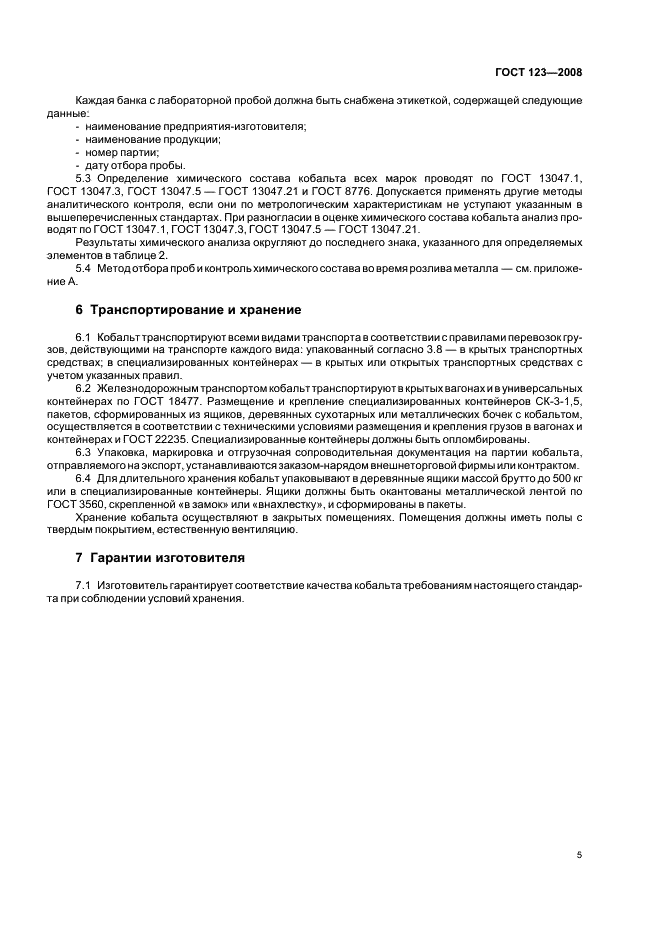 ГОСТ 123—2008
Каждая банка с лабораторной пробой должна быть снабжена этикеткой, содержащей следующие
данные:
- наименование предприятия-изготовителя;
- наименование продукции;
- номер партии;
- дату отбора пробы.
5.3 Определение химического состава кобальта всех марок проводят по ГОСТ 13047.1,
ГОСТ 13047.3, ГОСТ 13047.5 — ГОСТ 13047.21 и ГОСТ 8776. Допускается применять другие методы
аналитического контроля, если они по метрологическим характеристикам не уступают указанным в
вышеперечисленных стандартах. При разногласии в оценке химического состава кобальта анализ про-
водят по ГОСТ 13047.1, ГОСТ 13047.3, ГОСТ 13047.5 — ГОСТ 13047.21.
Результаты химического анализа округляют до последнего знака, указанного для определяемых
элементов в таблице 2.
5.4 Метод отбора проб и контроль химического состава во время розлива металла — см. приложе-
ние А.
6 Транспортирование и хранение
6.1 Кобальт транспортируют всеми видами транспорта в соответствии с правилами перевозок гру-
зов, действующими на транспорте каждого вида: упакованный согласно 3.8 — в крытых транспортных
средствах; в специализированных контейнерах — в крытых или открытых транспортных средствах с
учетом указанных правил.
6.2 Железнодорожным транспортом кобальт транспортируют в крытых вагонах и в универсальных
контейнерах по ГОСТ 18477. Размещение и крепление специализированных контейнеров СК-3-1,5,
пакетов, сформированных из ящиков, деревянных сухотарных или металлических бочек с кобальтом,
осуществляется в соответствии с техническими условиями размещения и крепления грузов в вагонах и
контейнерах и ГОСТ 22235. Специализированные контейнеры должны быть опломбированы.
6.3 Упаковка, маркировка и отгрузочная сопроводительная документация на партии кобальта,
отправляемого на экспорт, устанавливаются заказом-нарядом внешнеторговой фирмы или контрактом.
6.4 Для длительного хранения кобальт упаковывают в деревянные ящики массой брутто до 500 кг
или в специализированные контейнеры. Ящики должны быть окантованы металлической лентой по
ГОСТ 3560, скрепленной «в замок» или «внахлестку», и сформированы в пакеты.
Хранение кобальта осуществляют в закрытых помещениях. Помещения должны иметь полы с
твердым покрытием, естественную вентиляцию.
7 Гарантии изготовителя
7.1 Изготовитель гарантирует соответствие качества кобальта требованиям настоящего стандар-
та при соблюдении условий хранения.
5